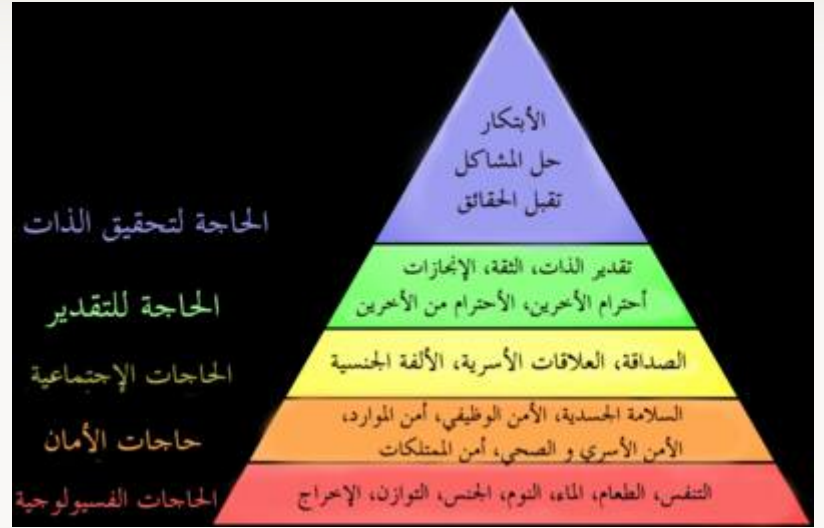 الأبتكار
حل المشاكل
تقبل الحقائق
الحاجة لتحقيق الذات
تقدير الذات، الثقة، الإنجازات
أحترام الأخرين، الأحترام من الأخرين
الحاجة للتقدير
الصداقة، العلاقات الأسرية، الألفة الجنسية
الحاجات الإجتماعية
السلامة الجسدية، الأمن الوظيفي، أمن الموارد،
الأمن الأسري و الصحي، أمن الممتلكات
حاجات الأمان
التنفس، الطعام، الماء، النوم، الجنس، التوازن، الإخراج
الحاجات الفسيولوجية